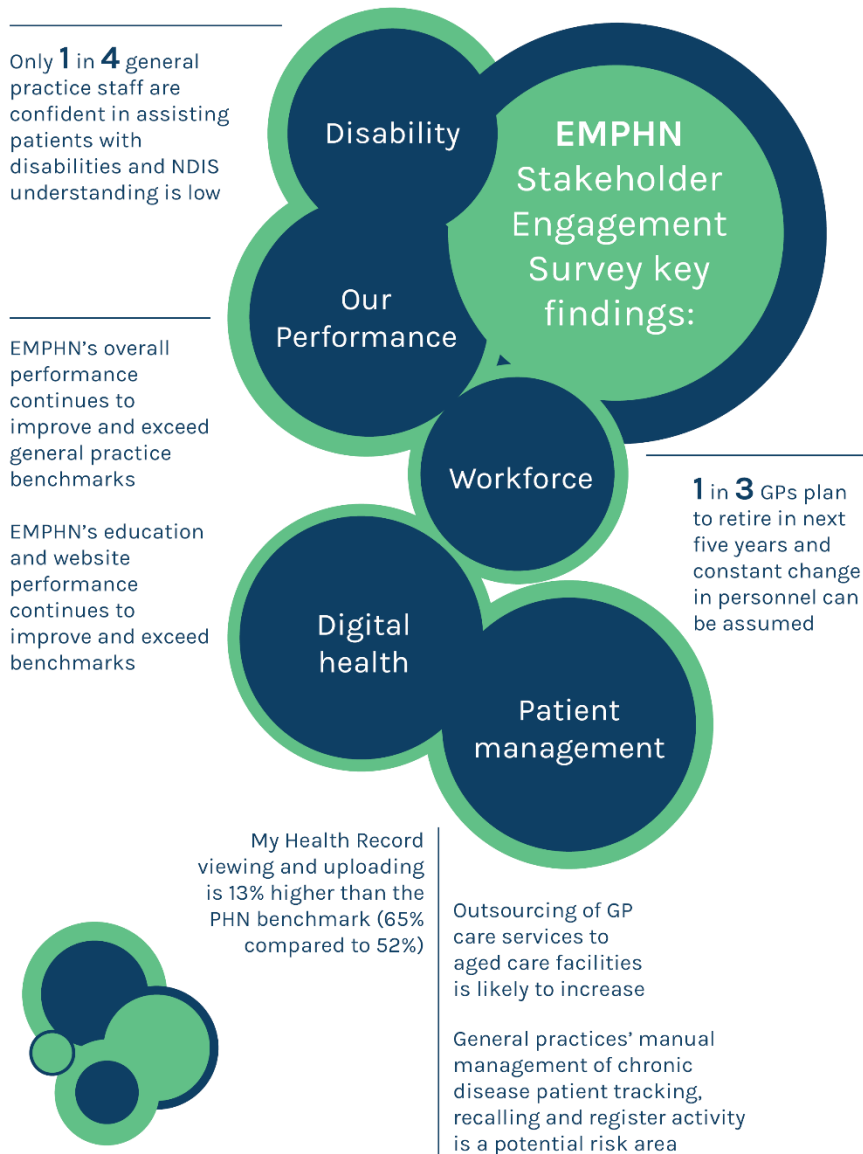 Only 1 in 4 general
practice staff are
confident in assisting
patients with
disabilities and NDIS
understanding is low
Disability
EMPHN
Stakeholder
Engagement
Survey key
findings:
Our
Performance
EMPHN’s overall
performance
continues to
improve and exceed
general practice
benchmarks
EMPHN’s education
and website
performance
continues to
improve and exceed
benchmarks
Workforce
1 in 3 GPs plan
to retire in next
five years and
constant change
in personnel can
be assumed
Digital
health
Patient
management
My Health Record
viewing and uploading
is 13% higher than the
PHN benchmark (65%
compared to 52%)
Outsourcing of GP
care services to
aged care facilities
is likely to increase
General practices’ manual
management of chronic
disease patient tracking,
recalling and register activity
is a potential risk area